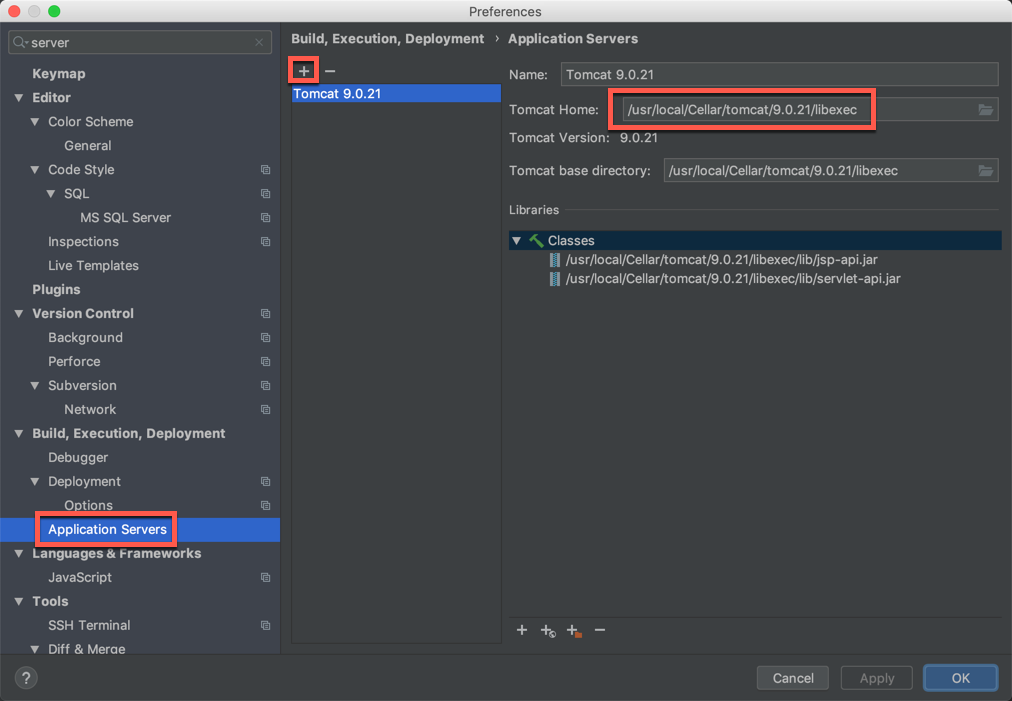 Preferences
server
Keymap
Editor
Color Scheme
General
Code Style
SQL
MS SQL Server
Inspections
Live Templates
Plugins
Version Control
Background
Perforce
Subversion
Network
Build, Execution, Deployment
Debugger
Deployment
Options
Application Servers
Languages & Frameworks
JavaScript
Tools
SSH Terminal
Diff & Merge
Build, Execution, Deployment › Application Servers
Tomcat 9.0.21
Name: Tomcat 9.0.21
Tomcat Home: /usr/local/Cellar/tomcat/9.0.21/libexec
Tomcat Version: 9.0.21
Tomcat base directory: /usr/local/Cellar/tomcat/9.0.21/libexec
Libraries
Classes
/usr/local/Cellar/tomcat/9.0.21/libexec/lib/jsp-api.jar
/usr/local/Cellar/tomcat/9.0.21/libexec/lib/servlet-api.jar
? Cancel Apply OK